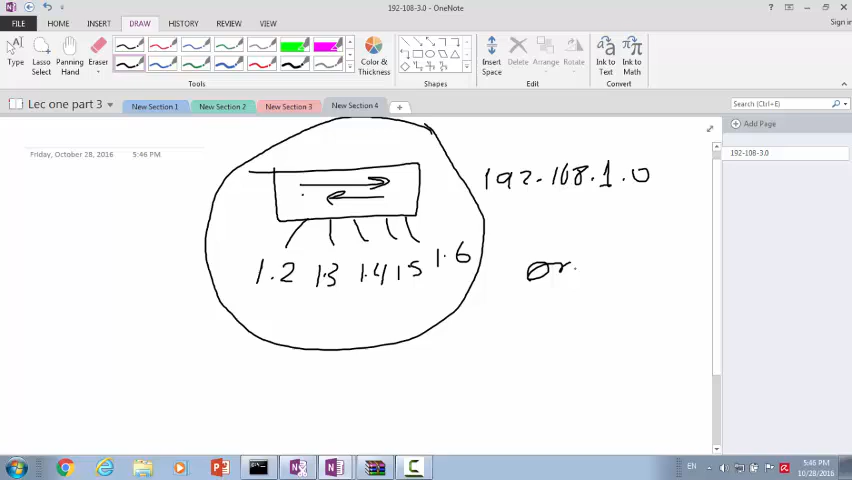 192-108-3.0 - OneNote
Sign in
FILE HOME INSERT DRAW HISTORY REVIEW VIEW
Type
Lasso Select
Panning Hand
Eraser
Color & Thickness
Insert Space
Delete
Arrange
Rotate
Ink to Text
Ink to Math
Tools Shapes Edit Convert
Lec one part 3
New Section 1 New Section 2 New Section 3 New Section 4
Search (Ctrl+E)
Add Page
192-108-3.0
Friday, October 28, 2016 5:46 PM
192.168.1.0
1.2 1.3 1.4 1.5 1.6
or.
EN
5:46 PM
10/28/2016